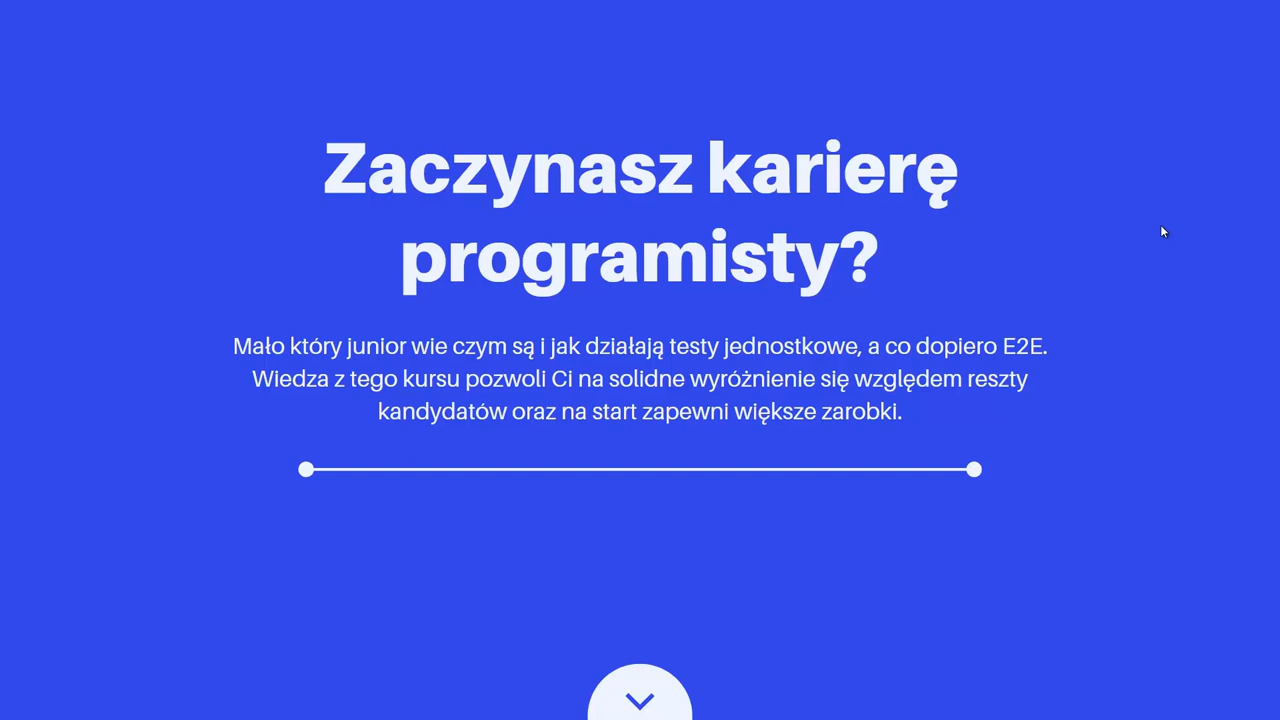 Zaczynasz karierę
programisty?
Mało który junior wie czym są i jak działają testy jednostkowe, a co dopiero E2E.
Wiedza z tego kursu pozwoli Ci na solidne wyróżnienie się względem reszty
kandydatów oraz na start zapewni większe zarobki.